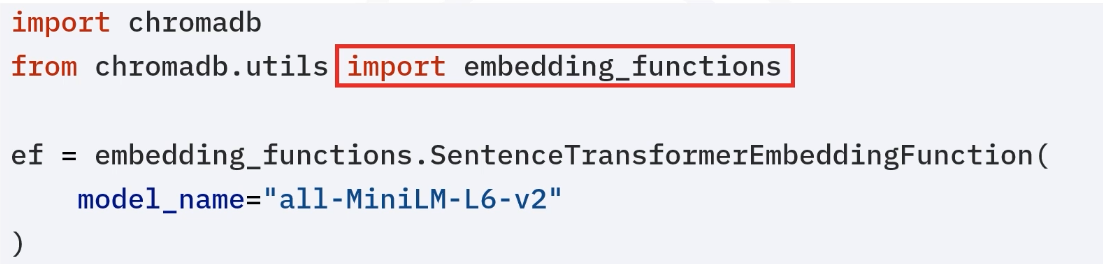 import chromadb
from chromadb.utils import embedding_functions
ef = embedding_functions.SentenceTransformerEmbeddingFunction(
    model_name="all-MiniLM-L6-v2"
)